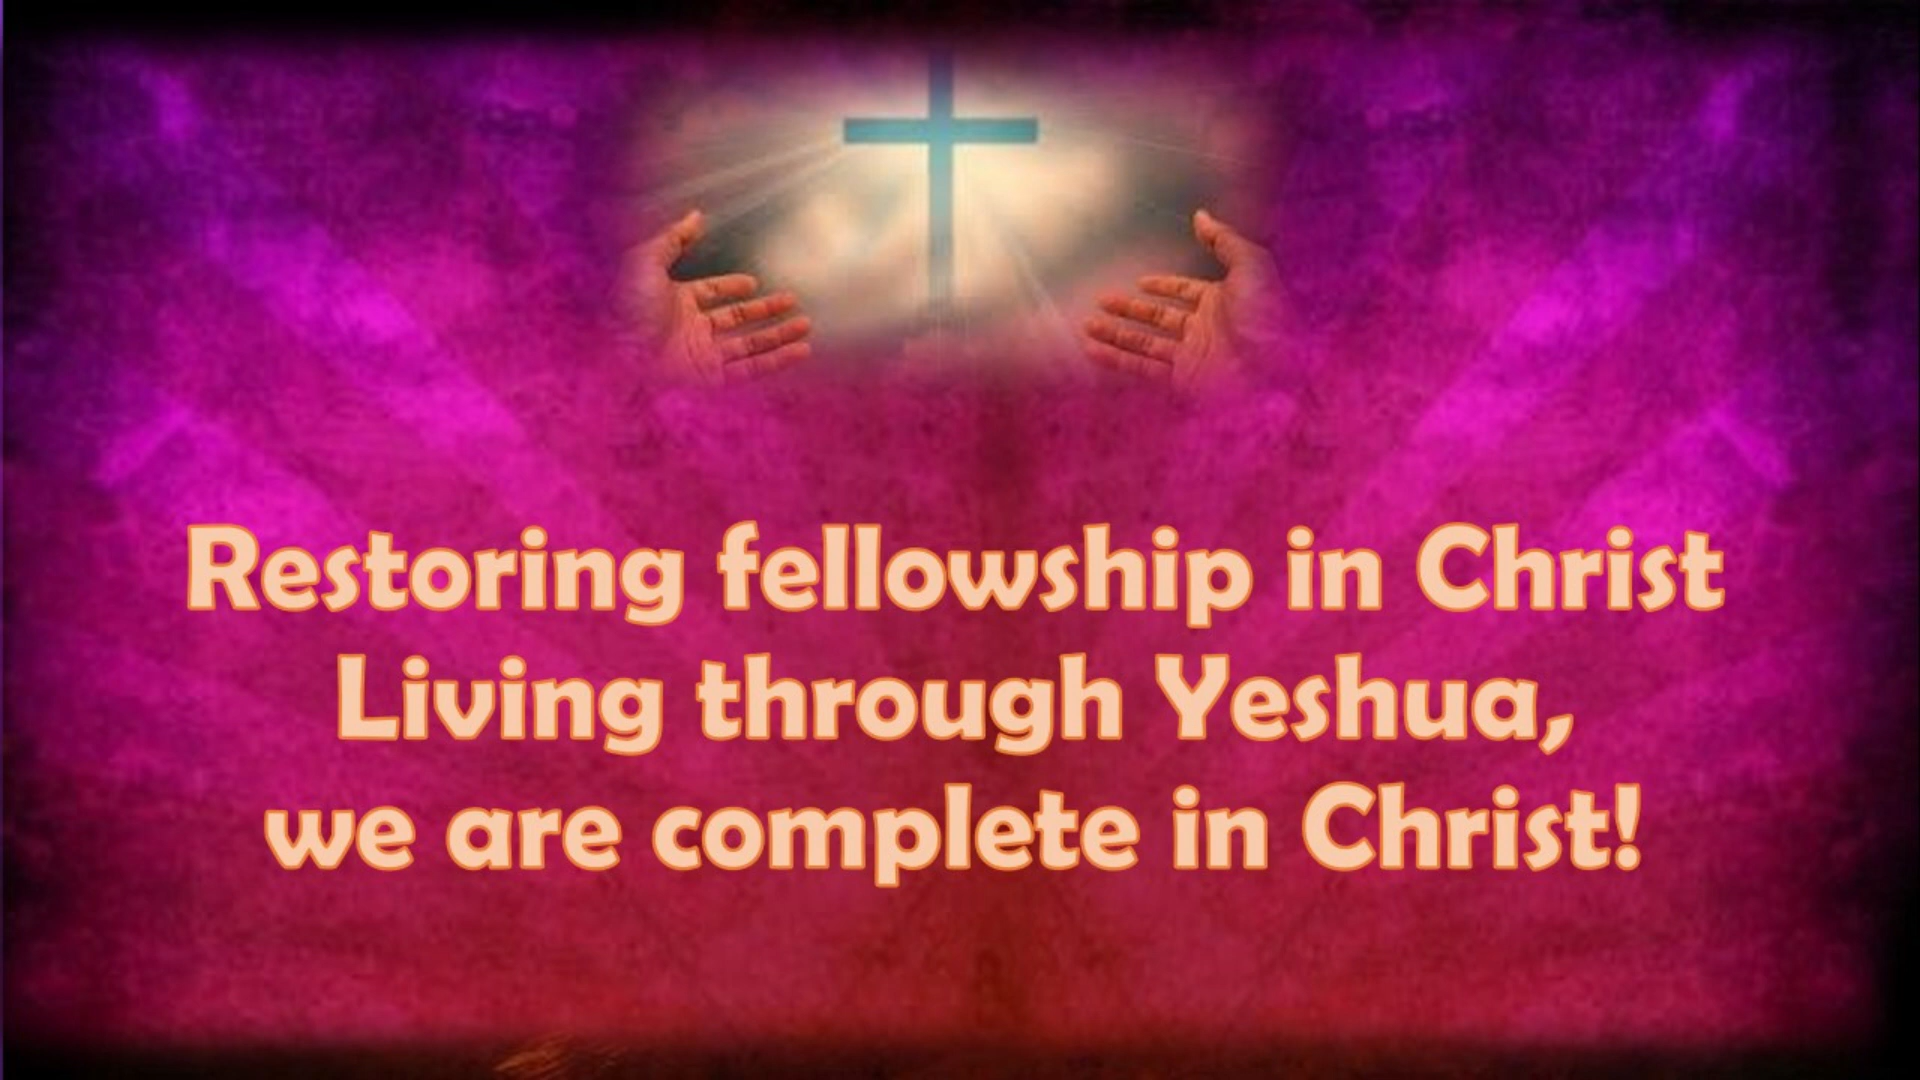 Restoring fellowship in Christ
Living through Yeshua,
we are complete in Christ!